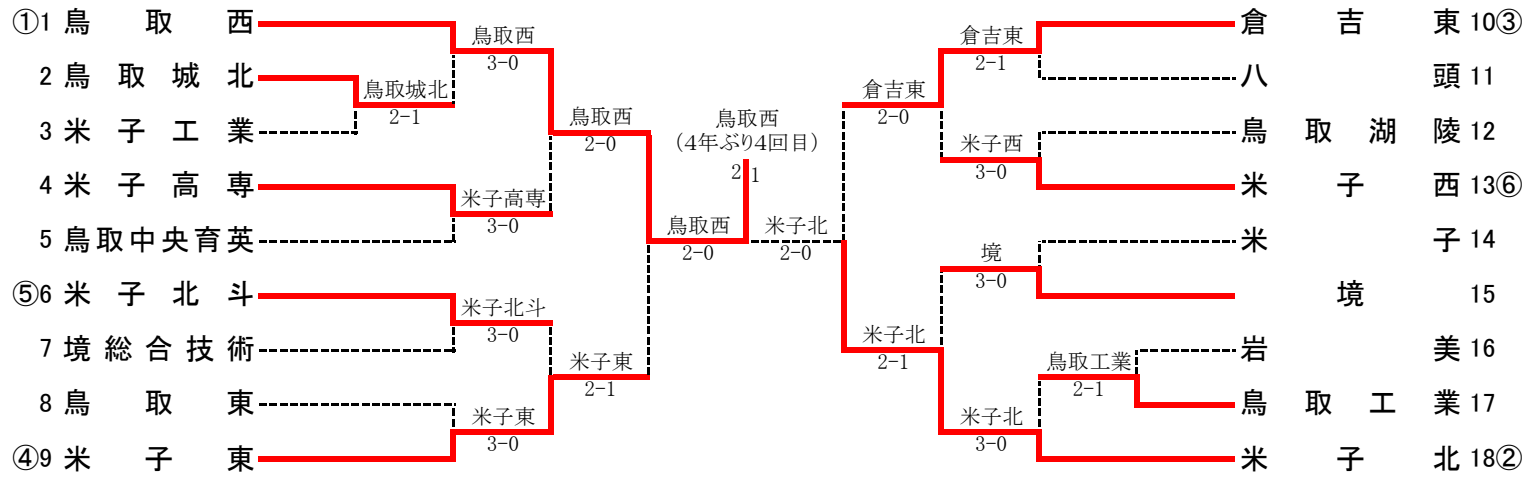 ①1 鳥取西
2 鳥取城北
3 米子工業
4 米子高専
5 鳥取中央育英
⑤6 米子北斗
7 境総合技術
8 鳥取東
④9 米子東
鳥取西
3-0
鳥取城北
2-1
米子高専
3-0
米子北斗
3-0
米子東
3-0
鳥取西
2-0
米子東
2-1
鳥取西
2-0
鳥取西
(4年ぶり4回目)
2 1
米子北
2-0
倉吉東
2-0
米子北
2-1
倉吉東
2-1
米子西
3-0
境
3-0
鳥取工業
2-1
米子北
3-0
倉吉東 10③
八頭 11
鳥取湖陵 12
米子西 13⑥
米子 14
境 15
岩美 16
鳥取工業 17
米子北 18②